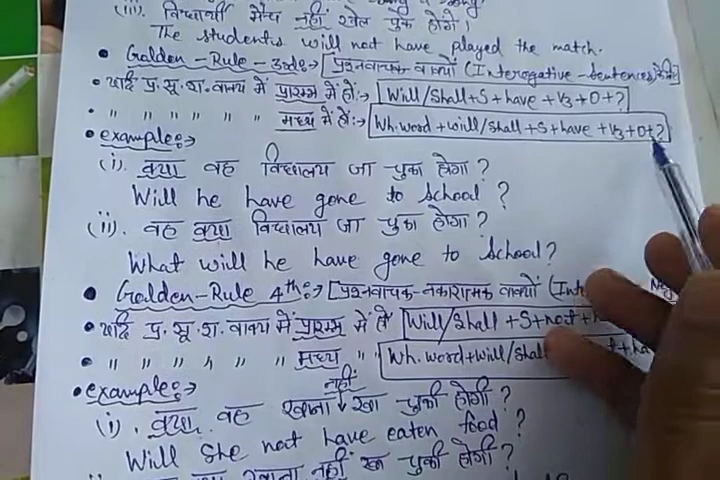 (iii). विद्यार्थी मैच नहीं खेल चुके होंगे।
The students will not have played the match.
• Golden-Rule-3rd:→ [प्रश्नवाचक वाक्यों (Interogative-Sentences)
• यदि प्र. सू. श. वाक्य में प्रारम्भ में हो:→ Will/Shall+S+have+V3+O+?
• " " " " " मध्य में हो:→ Wh.word+will/shall+S+have+V3+O+?
• example:→
(i). क्या वह विद्यालय जा चुका होगा?
Will he have gone to School?
(ii). वह क्या विद्यालय जा चुका होगा?
What will he have gone to School?
• Golden-Rule 4th:→ [प्रश्नवाचक-नकारात्मक वाक्यों (Int Neg
• यदि प्र. सू. श. वाक्य में प्रारम्भ में हो Will/Shall+S+not+h
• " " " " " मध्य " " Wh.word+will/shall t+ha
• example:→
नहीं
(i). क्या वह खाना ↓ खा चुकी होगी?
Will She not have eaten food?
खाना नहीं खा चुकी होगी?